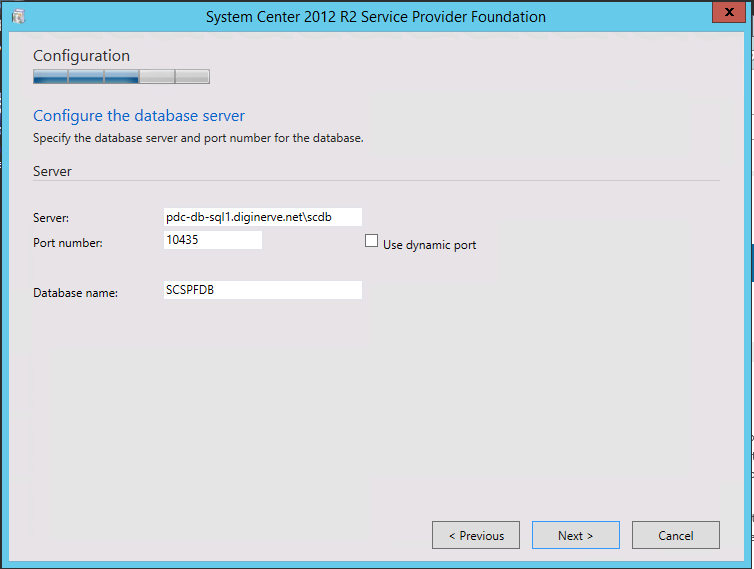 System Center 2012 R2 Service Provider Foundation
x
Configuration
Configure the database server
Specify the database server and port number for the database.
Server
Server: pdc-db-sql1.diginerve.net\scdb
Port number: 10435 Use dynamic port
Database name: SCSPFDB
< Previous Next > Cancel